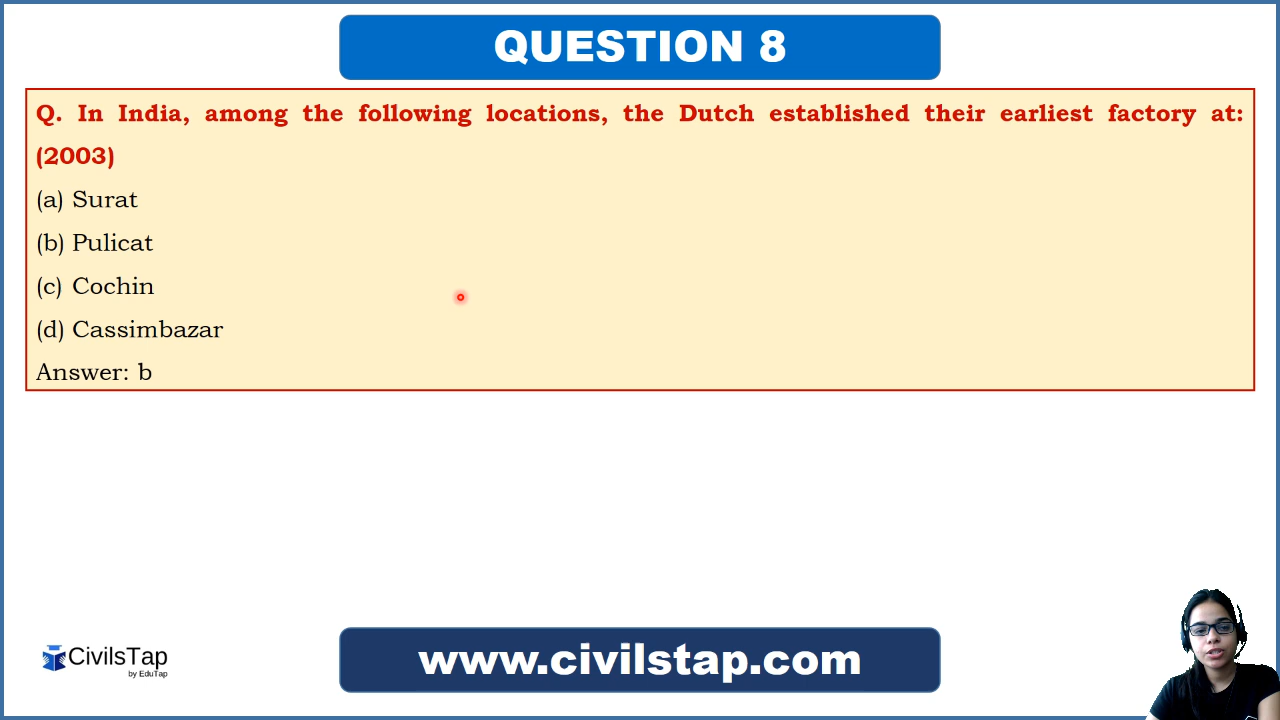 QUESTION 8
Q. In India, among the following locations, the Dutch established their earliest factory at:
(2003)
(a) Surat
(b) Pulicat
(c) Cochin
(d) Cassimbazar
Answer: b
CivilsTap
by EduTap
www.civilstap.com